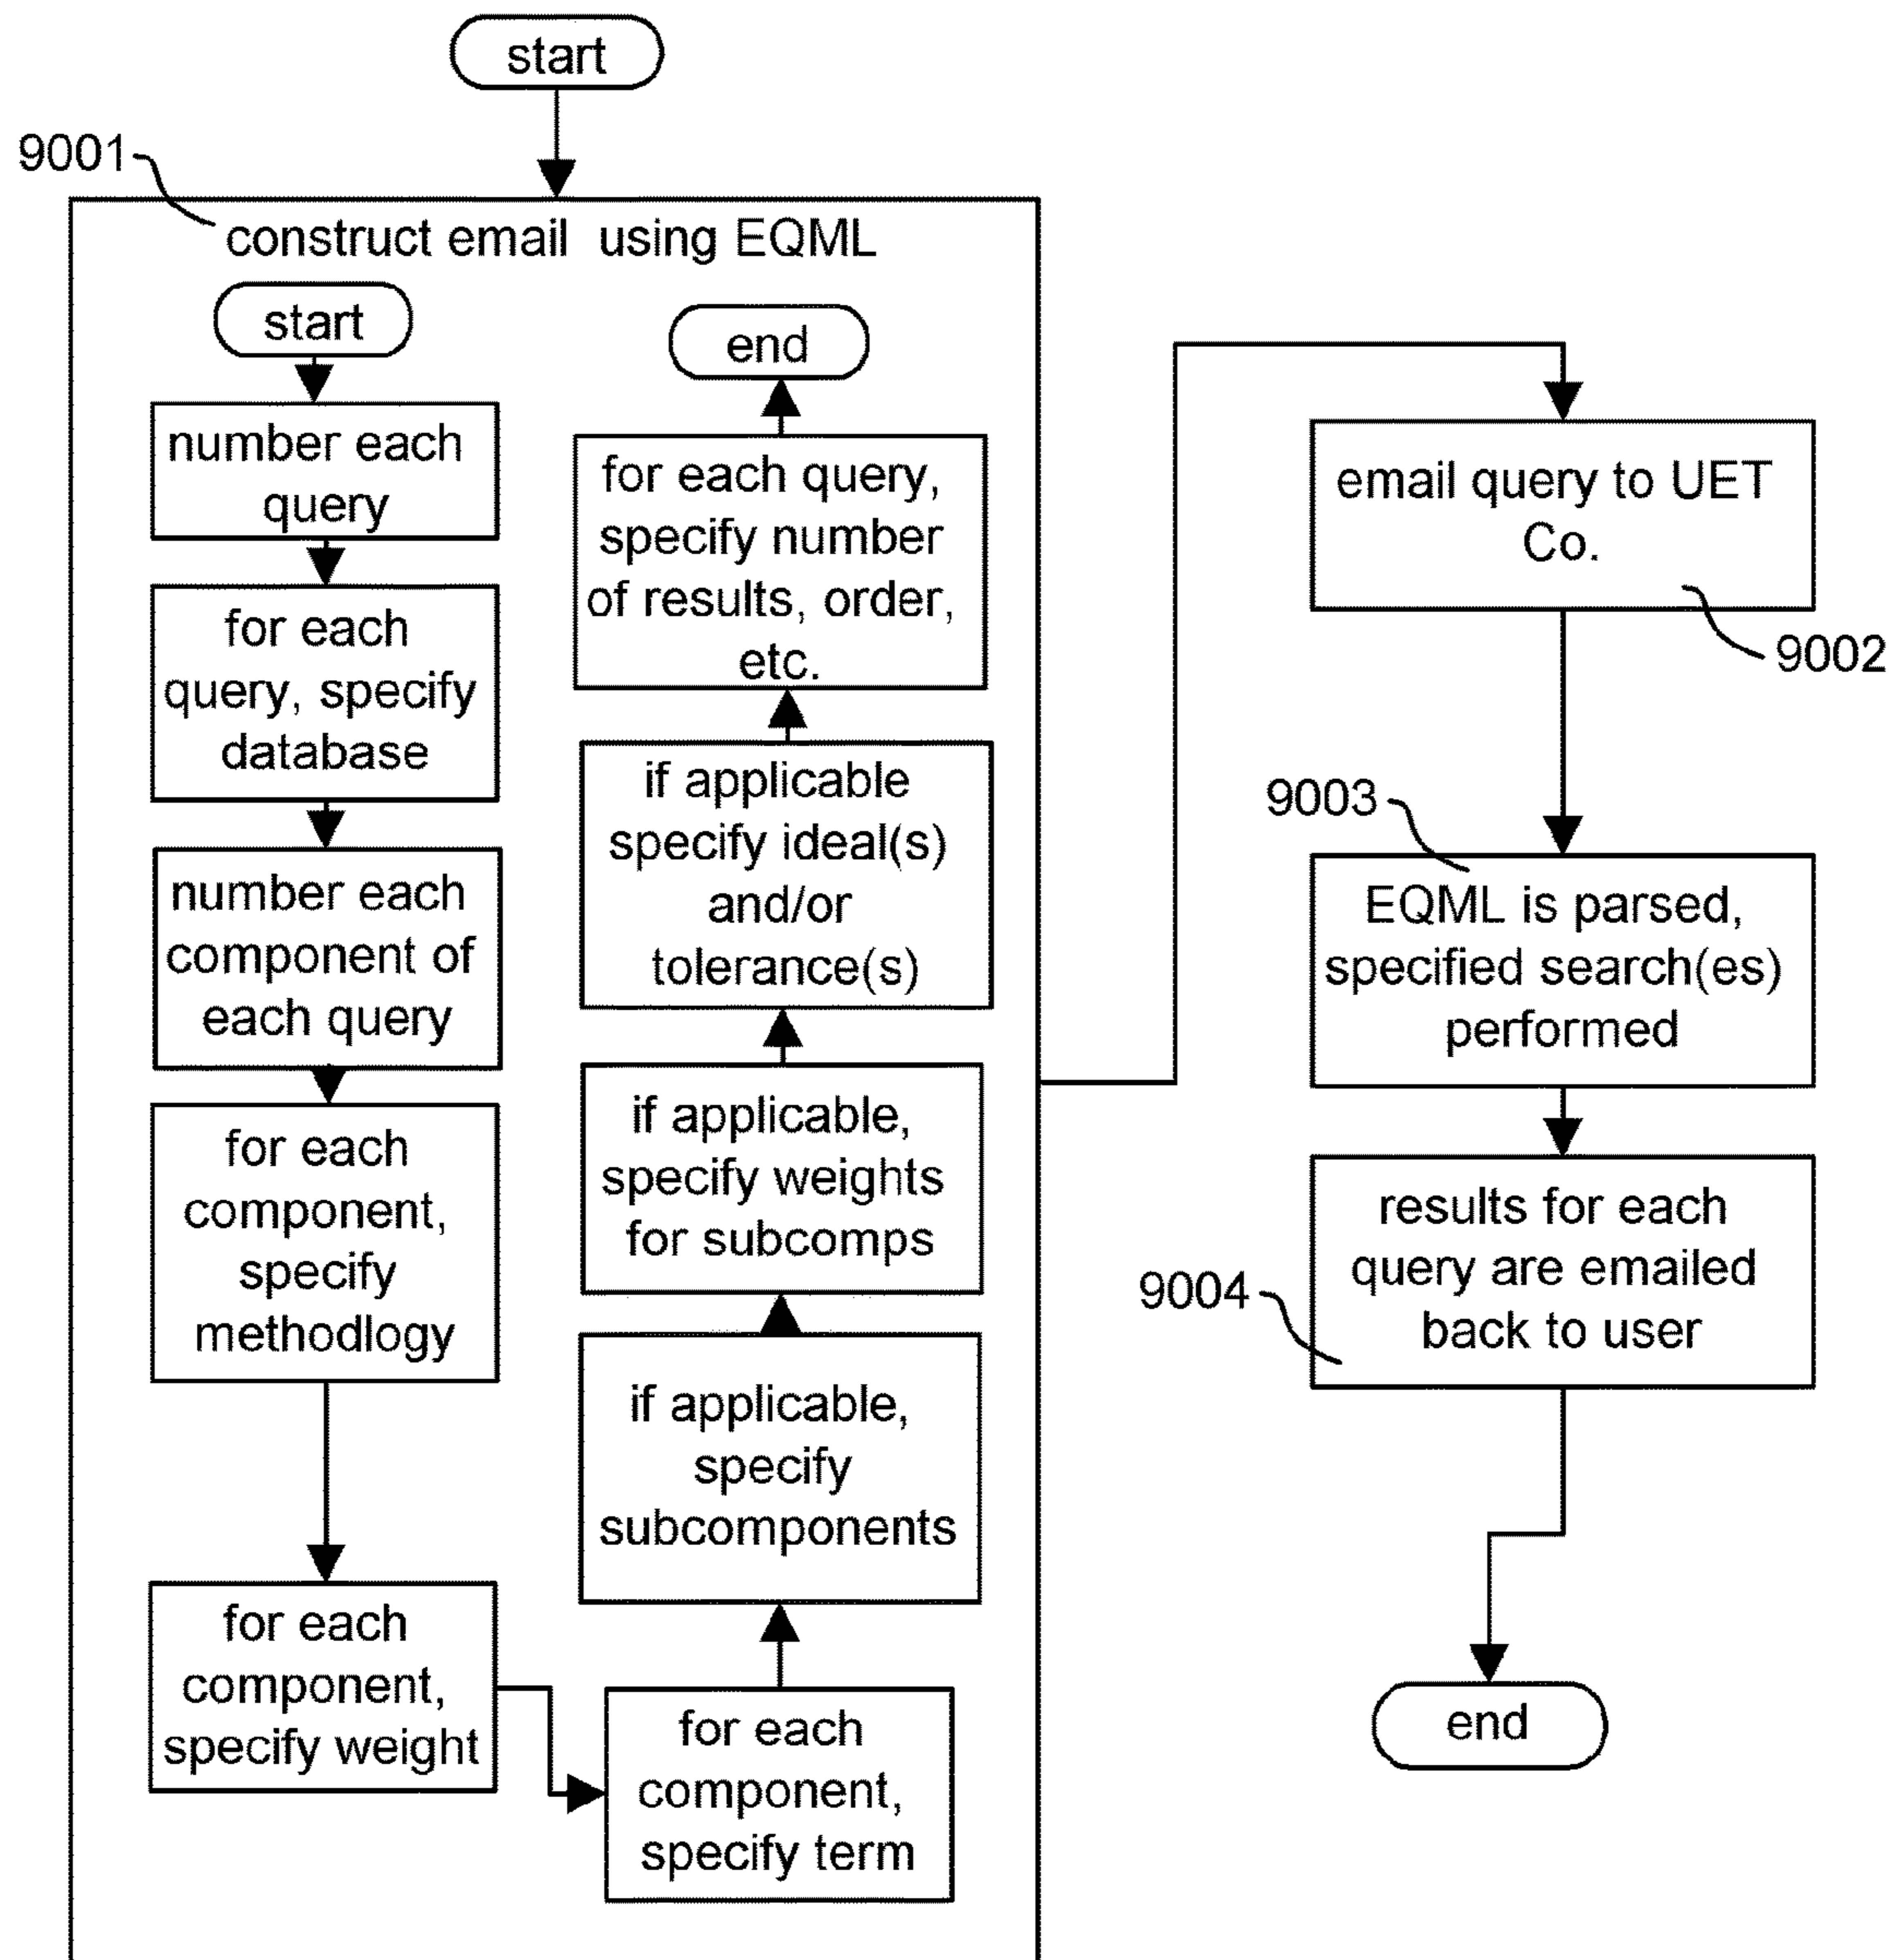 start
9001
construct email using EQML
start
number each
query
for each
query, specify
database
number each
component of
each query
for each
component,
specify
methodlogy
for each
component,
specify weight
for each
component,
specify term
if applicable,
specify
subcomponents
if applicable,
specify weights
for subcomps
if applicable
specify ideal(s)
and/or
tolerance(s)
for each query,
specify number
of results, order,
etc.
end
email query to UET
Co.
9002
9003
EQML is parsed,
specified search(es)
performed
results for each
query are emailed
back to user
9004
end